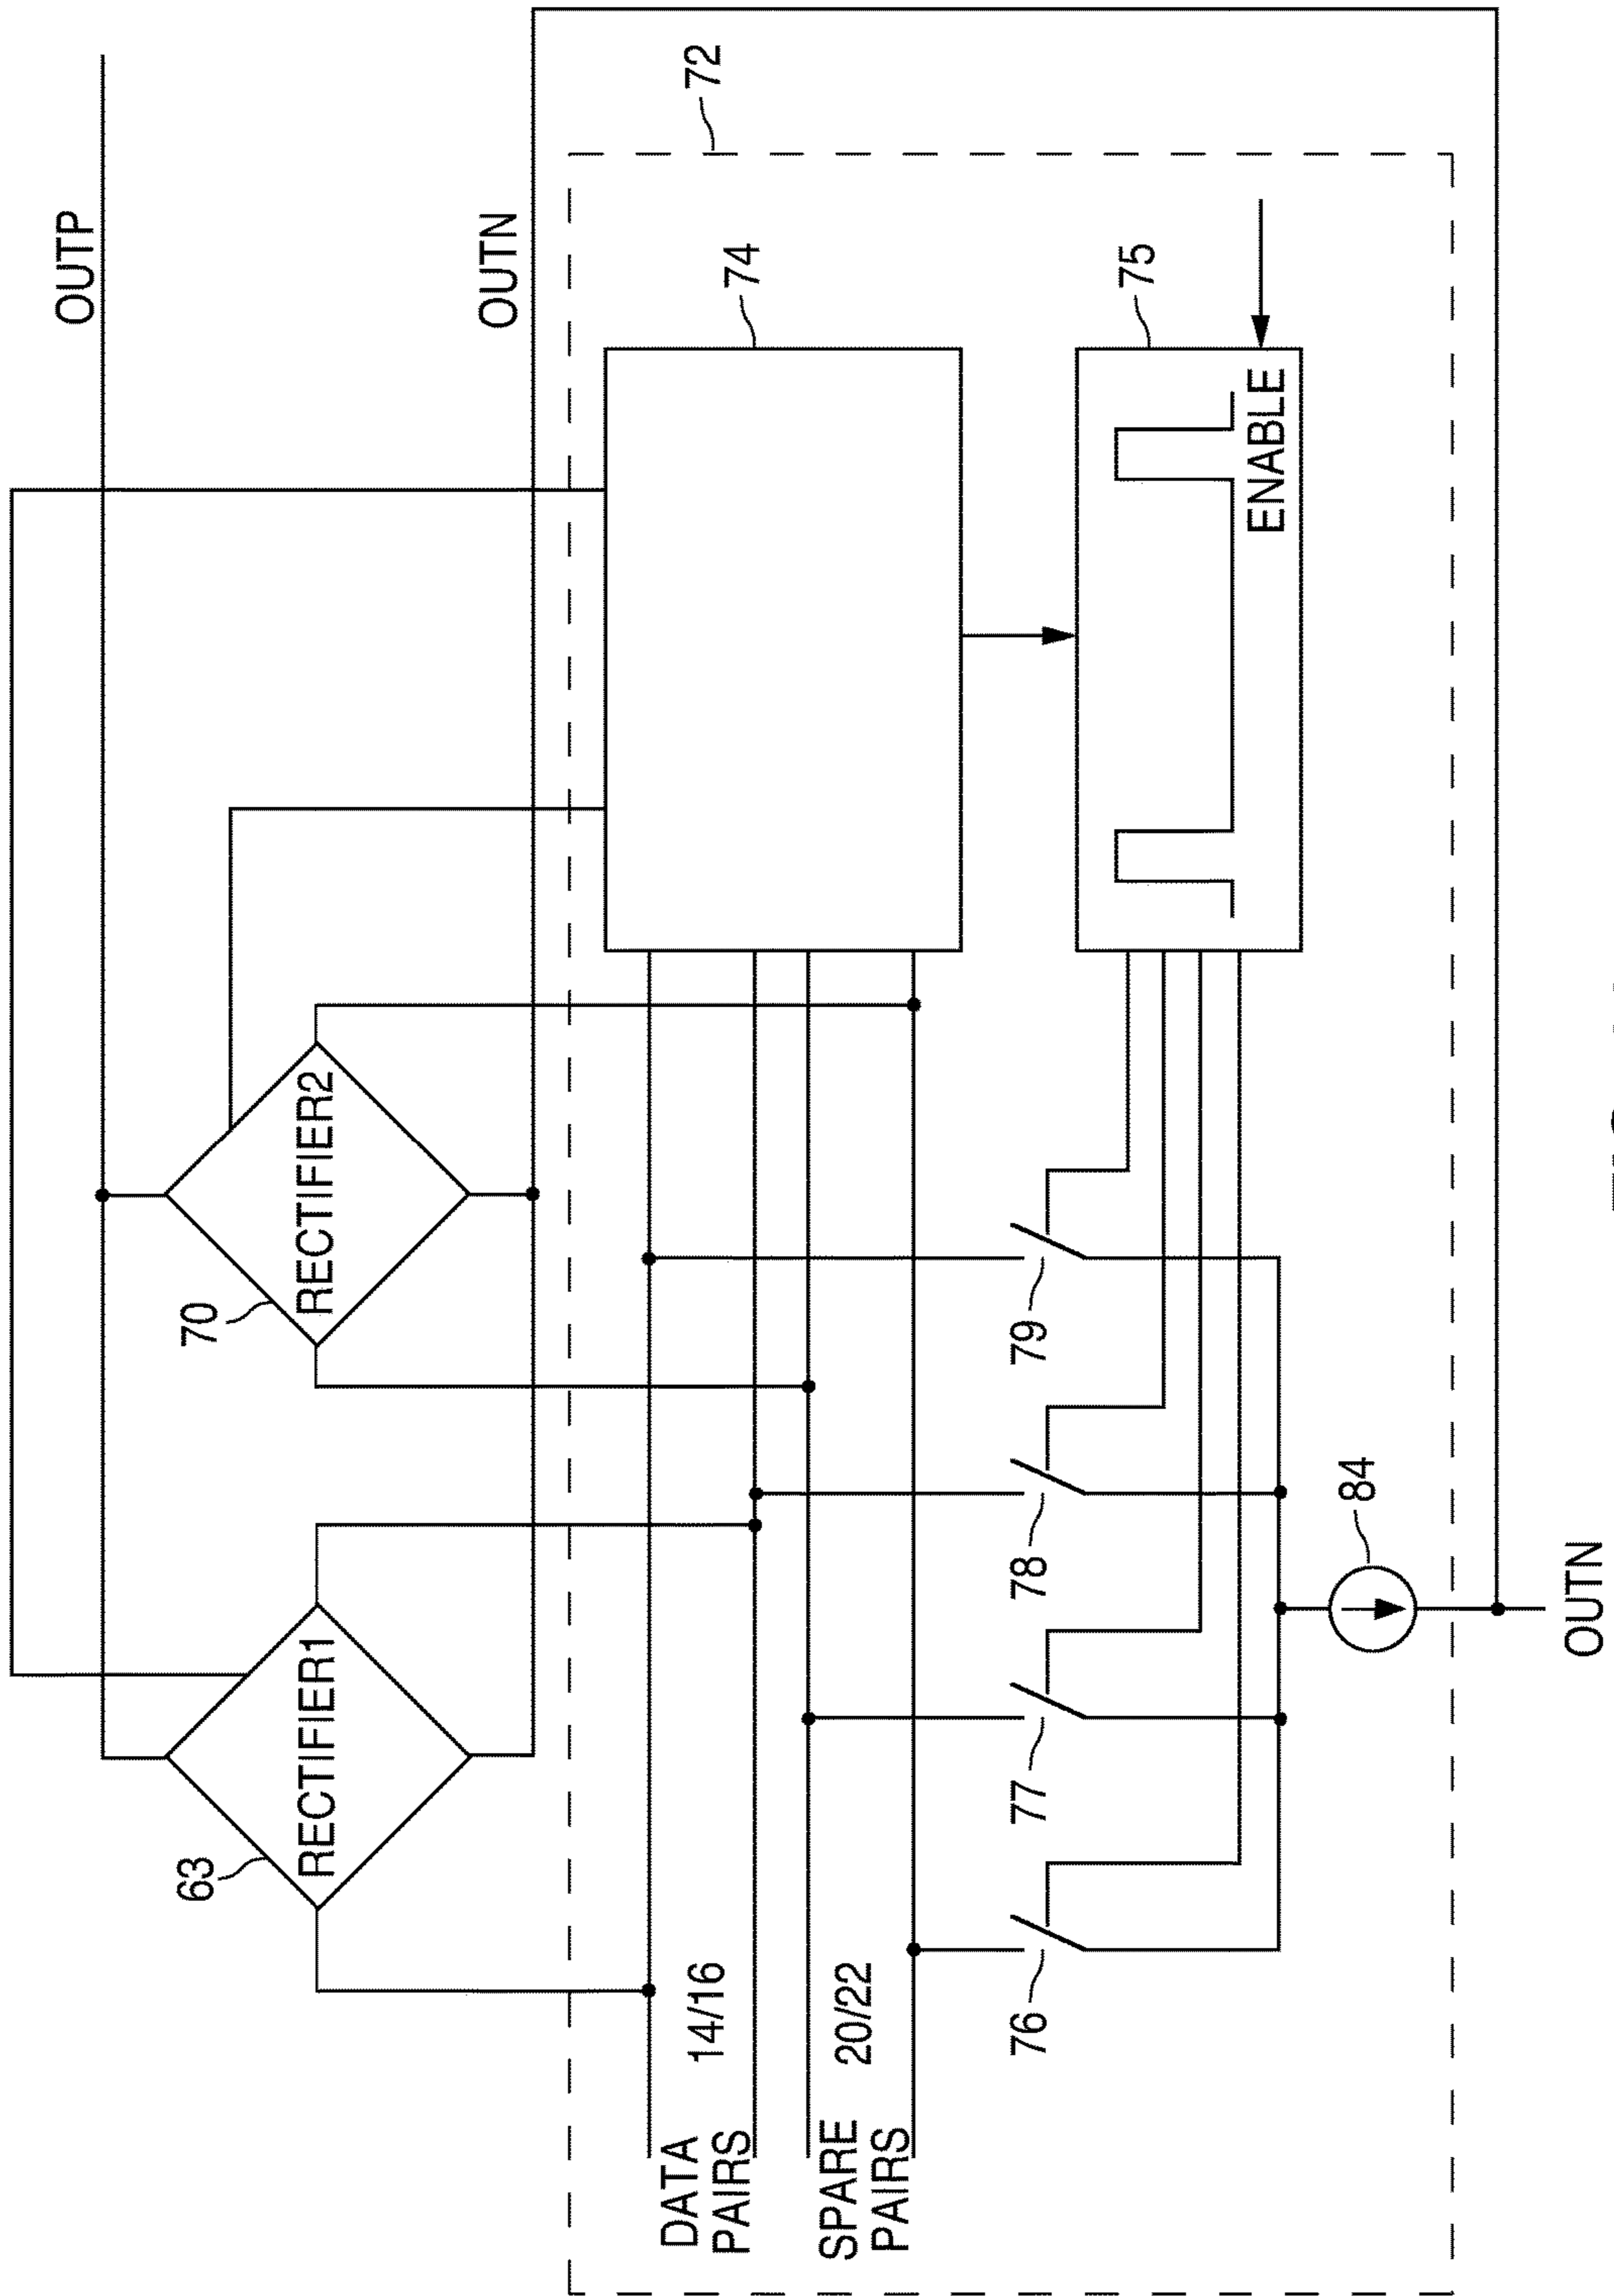 OUTP
OUTN
72
74
75
ENABLE
RECTIFIER2
70
RECTIFIER1
63
79
78
77
76
84
14/16
DATA
PAIRS
20/22
SPARE
PAIRS
OUTN